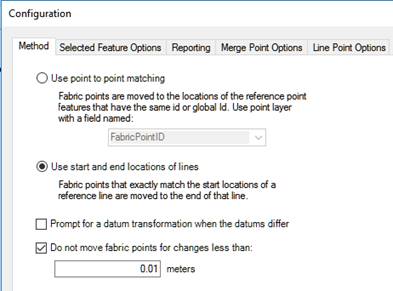 Configuration
Method Selected Feature Options Reporting Merge Point Options Line Point Options
Use point to point matching
Fabric points are moved to the locations of the reference point
features that have the same id or global Id. Use point layer
with a field named:
FabricPointID
Use start and end locations of lines
Fabric points that exactly match the start locations of a
reference line are moved to the end of that line.
Prompt for a datum transformation when the datums differ
Do not move fabric points for changes less than:
0.01 meters